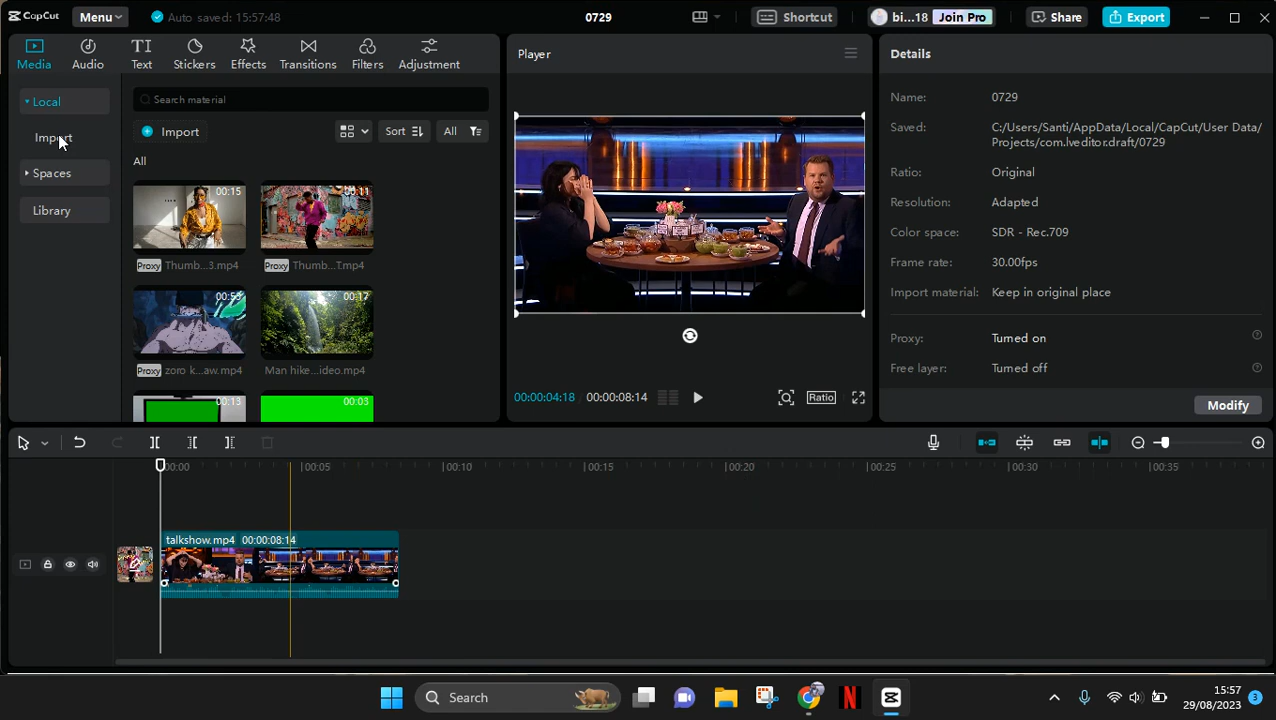 CapCut
Menu
Auto saved: 15:57:48
0729
Shortcut
bi...18
Join Pro
Share
Export
Media
Audio
Text
Stickers
Effects
Transitions
Filters
Adjustment
Local
Import
Spaces
Library
Search material
Import
Sort
All
All
00:15
00:11
Proxy Thumb...3.mp4
Proxy Thumb...T.mp4
00:53
00:17
Proxy zoro k...aw.mp4
Man hike...ideo.mp4
00:13
00:03
Player
00:00:04:18 00:00:08:14
Ratio
Details
Name: 0729
Saved: C:/Users/Santi/AppData/Local/CapCut/User Data/
Projects/com.lveditor.draft/0729
Ratio: Original
Resolution: Adapted
Color space: SDR - Rec.709
Frame rate: 30.00fps
Import material: Keep in original place
Proxy: Turned on
Free layer: Turned off
Modify
00:00 00:05 00:10 00:15 00:20 00:25 00:30 00:35
talkshow.mp4 00:00:08:14
Search
15:57
29/08/2023
3